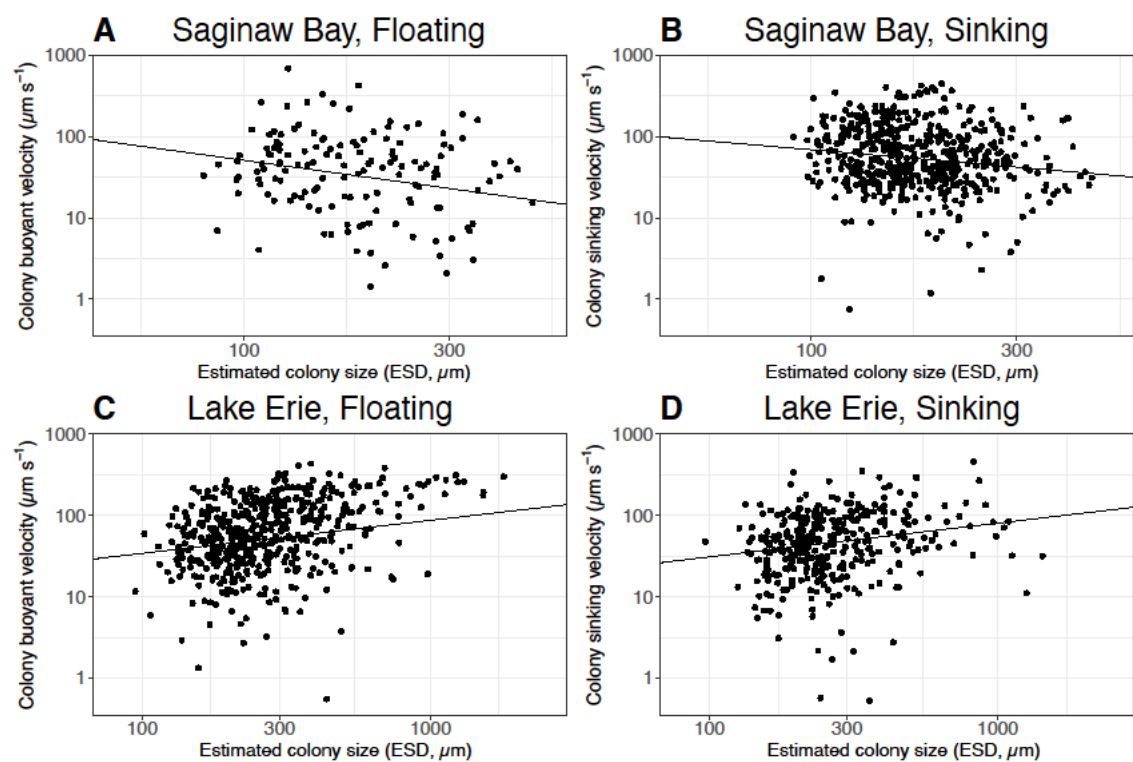 A Saginaw Bay, Floating
Colony buoyant velocity (µm s⁻¹)
1000
100
10
1
100 300
Estimated colony size (ESD, µm)
B Saginaw Bay, Sinking
Colony sinking velocity (µm s⁻¹)
1000
100
10
1
100 300
Estimated colony size (ESD, µm)
C Lake Erie, Floating
Colony buoyant velocity (µm s⁻¹)
1000
100
10
1
100 300 1000
Estimated colony size (ESD, µm)
D Lake Erie, Sinking
Colony sinking velocity (µm s⁻¹)
1000
100
10
1
100 300 1000
Estimated colony size (ESD, µm)